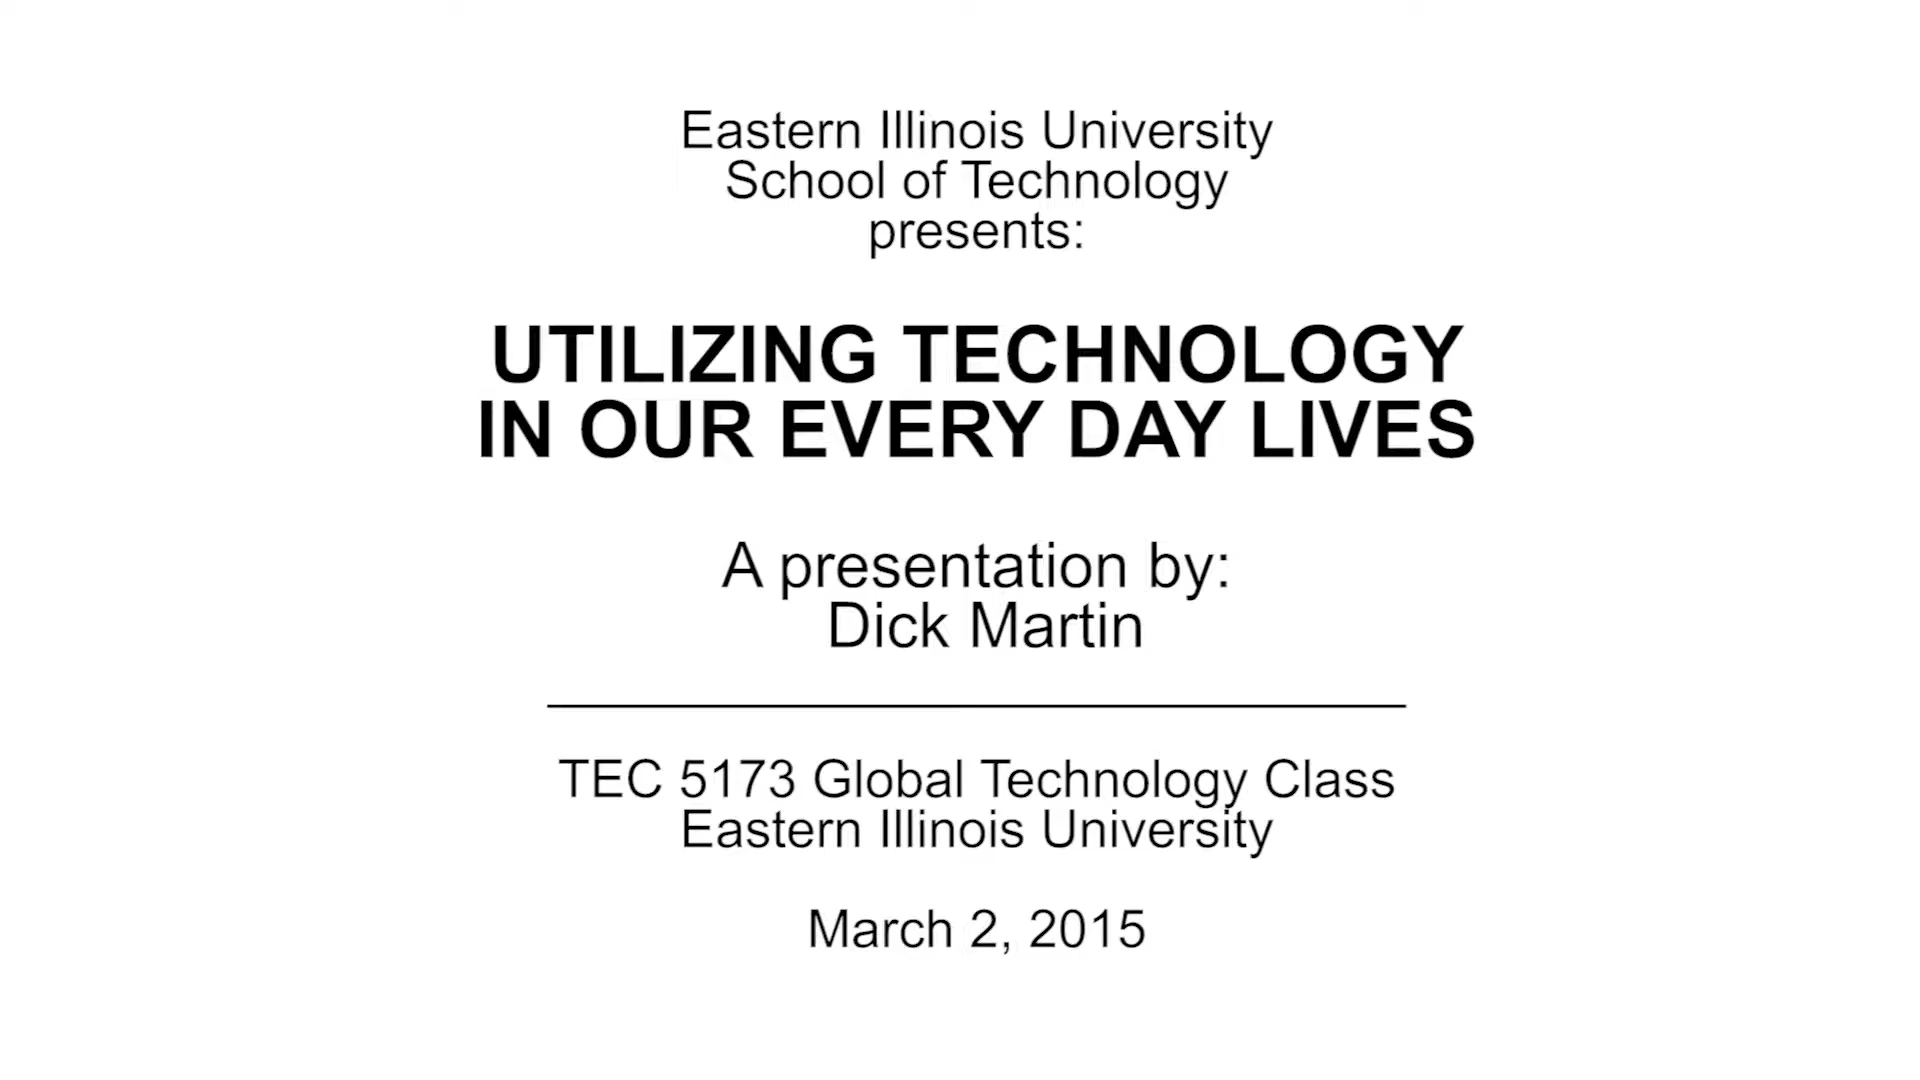 Eastern Illinois University
School of Technology
presents:
UTILIZING TECHNOLOGY
IN OUR EVERY DAY LIVES
A presentation by:
Dick Martin
TEC 5173 Global Technology Class
Eastern Illinois University
March 2, 2015